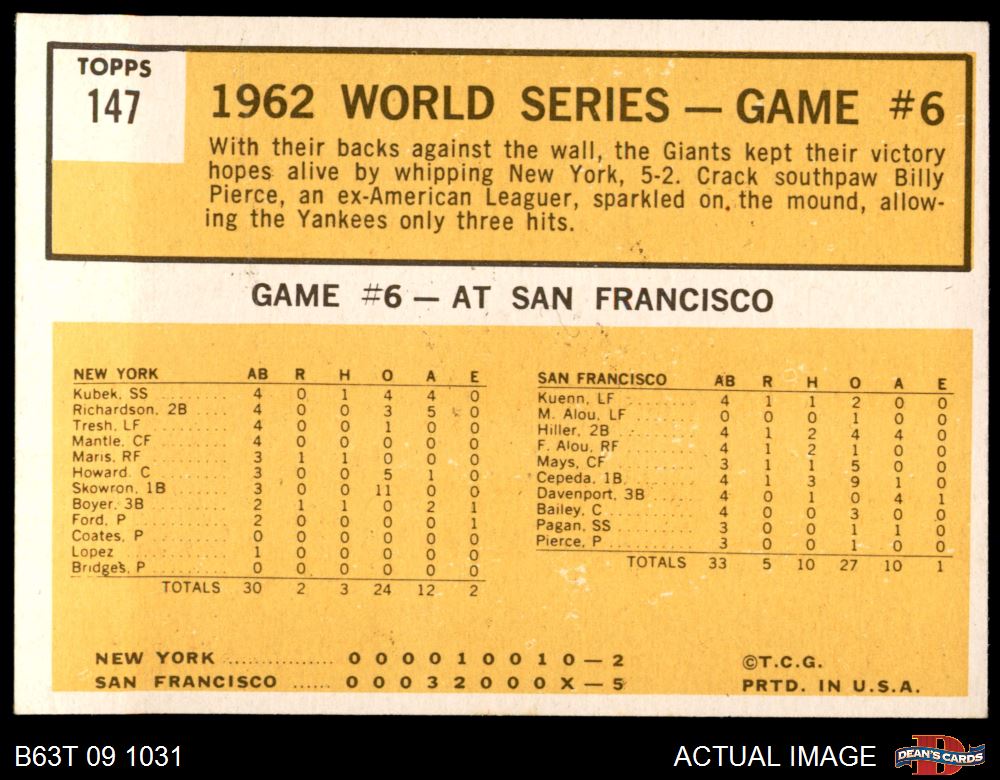 TOPPS
147
1962 WORLD SERIES — GAME #6
With their backs against the wall, the Giants kept their victory
hopes alive by whipping New York, 5-2. Crack southpaw Billy
Pierce, an ex-American Leaguer, sparkled on the mound, allow-
ing the Yankees only three hits.
GAME #6 — AT SAN FRANCISCO
NEW YORK AB R H O A E
Kubek, SS 4 0 1 4 4 0
Richardson, 2B ..... 4 0 0 3 5 0
Tresh, LF ......... 4 0 0 1 0 0
Mantle, CF ........ 4 0 0 0 0 0
Maris, RF ......... 3 1 1 0 0 0
Howard, C ......... 3 0 0 5 1 0
Skowron, 1B ....... 3 0 0 11 0 0
Boyer, 3B ......... 2 1 1 0 2 1
Ford, P ........... 2 0 0 0 0 1
Coates, P ......... 0 0 0 0 0 0
Lopez ............. 1 0 0 0 0 0
Bridges, P ........ 0 0 0 0 0 0
TOTALS 30 2 3 24 12 2
SAN FRANCISCO AB R H O A E
Kuenn, LF ......... 4 1 1 2 0 0
M. Alou, LF ....... 0 0 0 1 0 0
Hiller, 2B ........ 4 1 2 4 4 0
F. Alou, RF ....... 4 1 2 1 0 0
Mays, CF .......... 3 1 1 5 0 0
Cepeda, 1B ........ 4 1 3 9 1 0
Davenport, 3B ..... 4 0 1 0 4 1
Bailey, C ......... 4 0 0 3 0 0
Pagan, SS ......... 3 0 0 1 1 0
Pierce, P ......... 3 0 0 1 0 0
TOTALS 33 5 10 27 10 1
NEW YORK .............. 0 0 0 0 1 0 0 1 0 — 2
SAN FRANCISCO ...... 0 0 0 3 2 0 0 0 X — 5
©T.C.G.
PRTD. IN U.S.A.
B63T 09 1031
ACTUAL IMAGE
D
DEAN'S CARDS